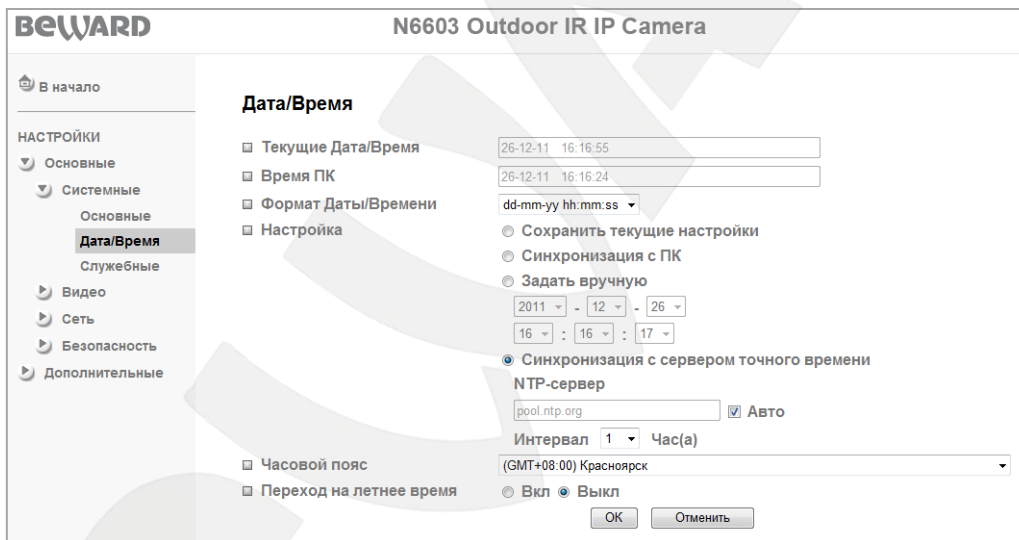 BEWARD
N6603 Outdoor IR IP Camera
В начало
НАСТРОЙКИ
Основные
Системные
Основные
Дата/Время
Служебные
Видео
Сеть
Безопасность
Дополнительные
Дата/Время
Текущие Дата/Время 26-12-11 16:16:55
Время ПК 26-12-11 16:16:24
Формат Даты/Времени dd-mm-yy hh:mm:ss
Настройка Сохранить текущие настройки
Синхронизация с ПК
Задать вручную
2011 - 12 - 26
16 : 16 : 17
Синхронизация с сервером точного времени
NTP-сервер
pool.ntp.org Авто
Интервал 1 Час(а)
Часовой пояс (GMT+08:00) Красноярск
Переход на летнее время Вкл Выкл
OK Отменить